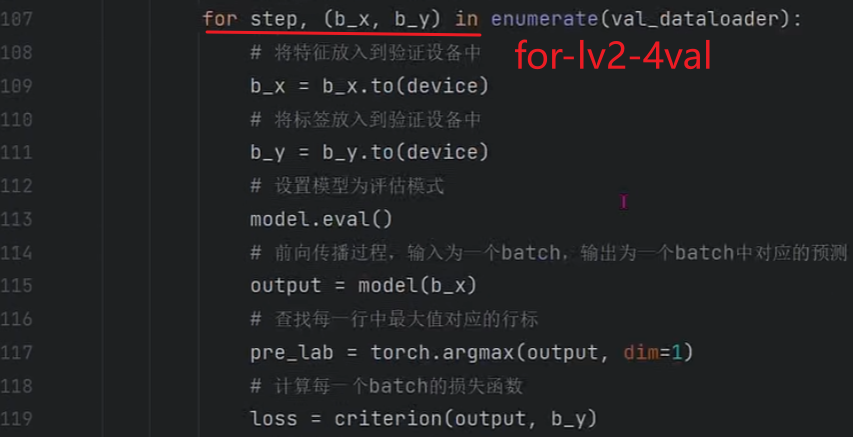 107 for step, (b_x, b_y) in enumerate(val_dataloader):
for-lv2-4val
108 # 将特征放入到验证设备中
109 b_x = b_x.to(device)
110 # 将标签放入到验证设备中
111 b_y = b_y.to(device)
112 # 设置模型为评估模式
113 model.eval()
114 # 前向传播过程，输入为一个batch，输出为一个batch中对应的预测
115 output = model(b_x)
116 # 查找每一行中最大值对应的行标
117 pre_lab = torch.argmax(output, dim=1)
118 # 计算每一个batch的损失函数
119 loss = criterion(output, b_y)